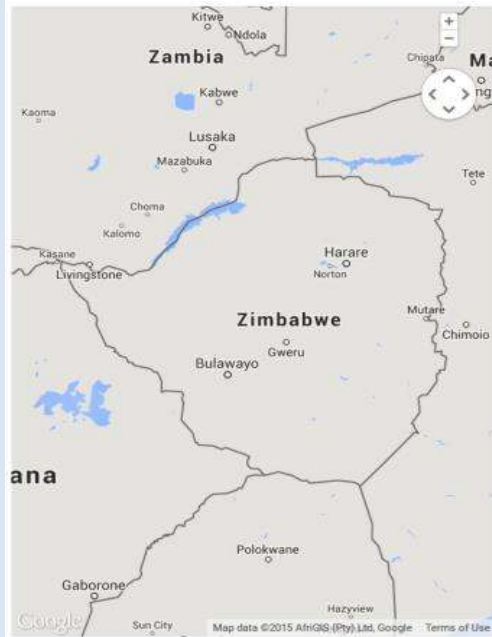 Kitwe
Ndola
Zambia
Chipata
Ma
Kabwe
ng
Kaoma
Lusaka
Mazabuka
Tete
Choma
Kalomo
Kasane
Livingstone
Harare
Norton
Zimbabwe
Mutare
Chimoio
Gweru
Bulawayo
ana
Polokwane
Gaborone
Hazyview
Sun City
Google
Map data ©2015 AfriGIS (Pty) Ltd, Google Terms of Use